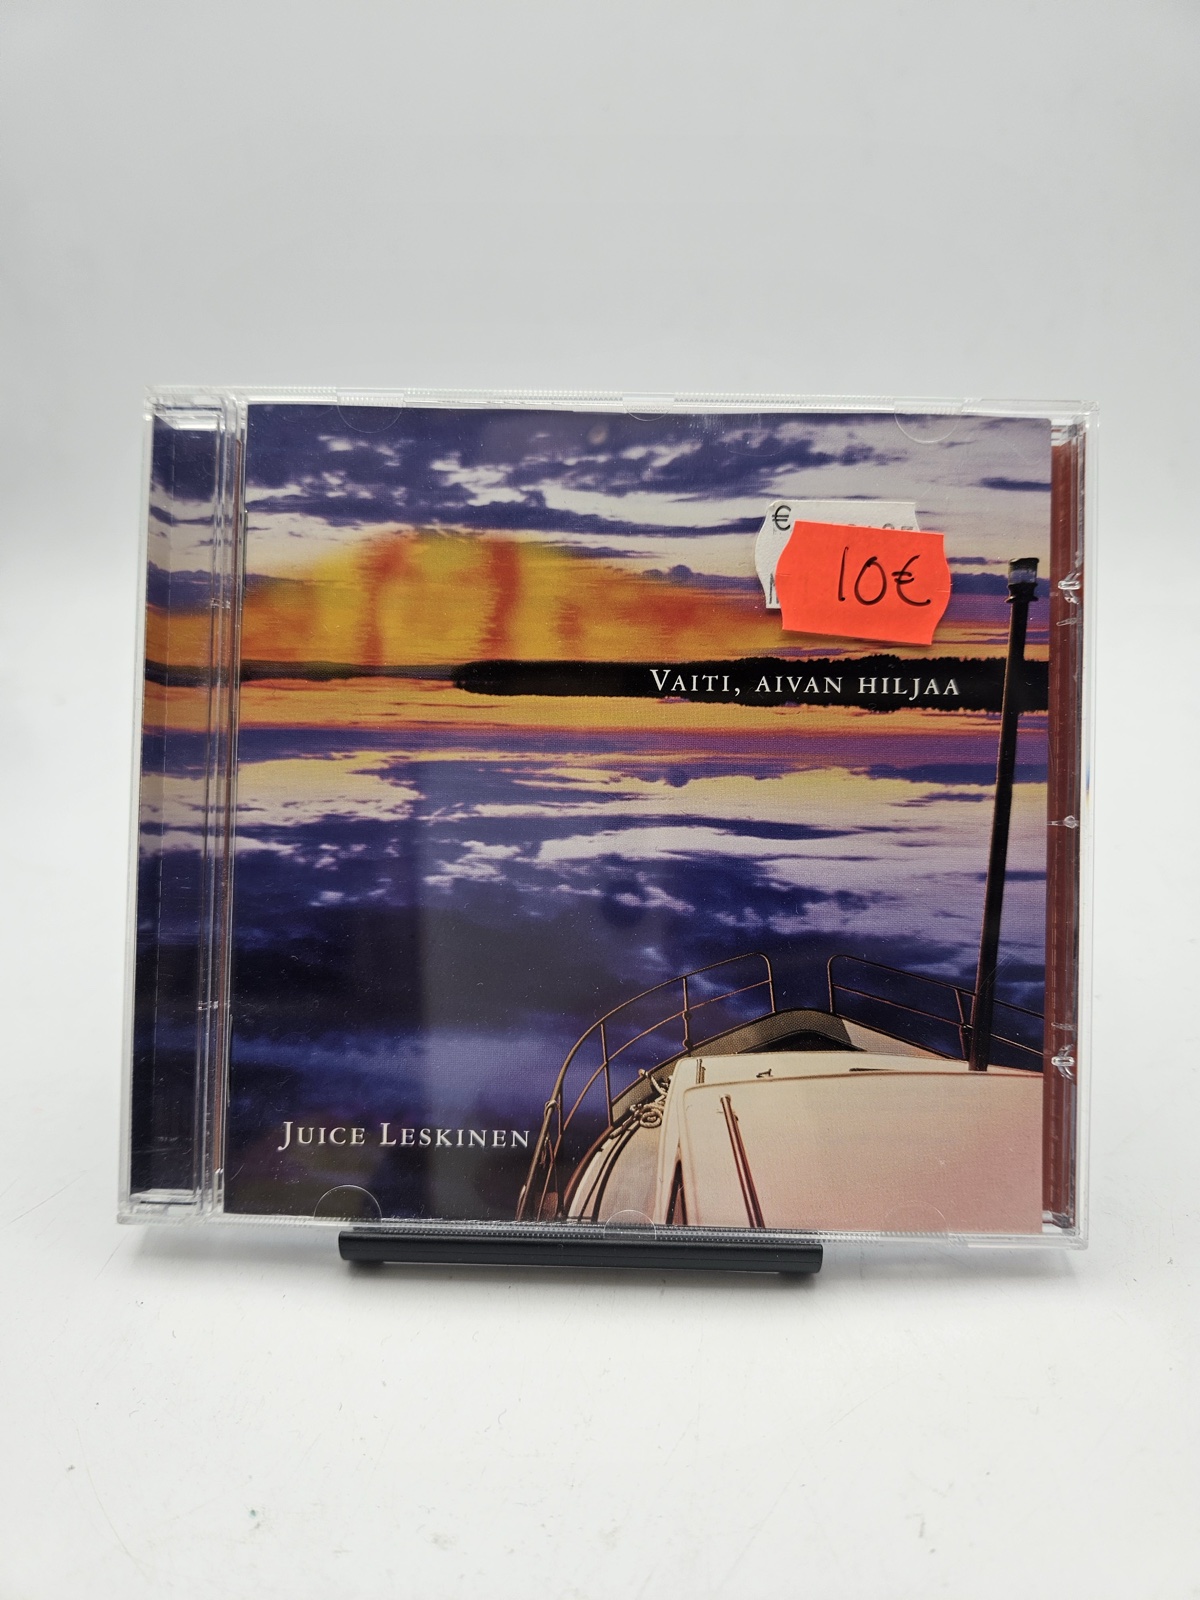 €
10€
VAITI, AIVAN HILJAA
JUICE LESKINEN